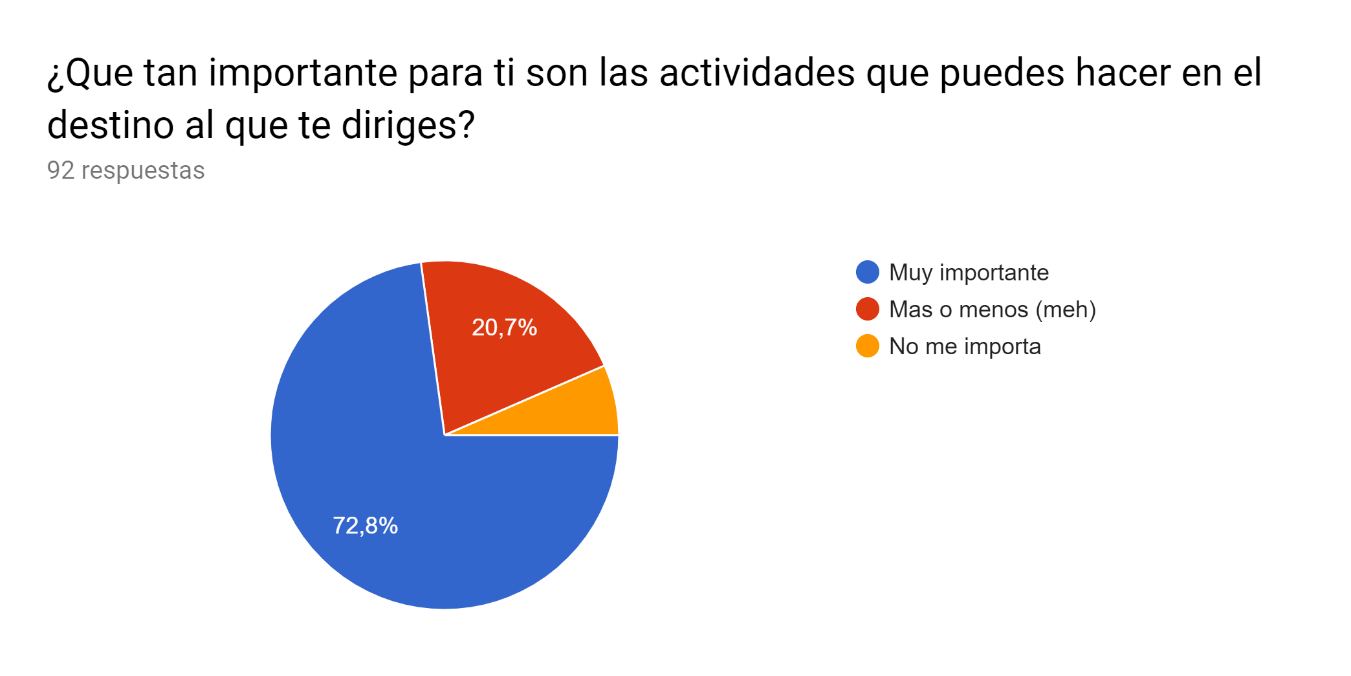 ¿Que tan importante para ti son las actividades que puedes hacer en el
destino al que te diriges?
92 respuestas
Muy importante
Mas o menos (meh)
No me importa
20,7%
72,8%